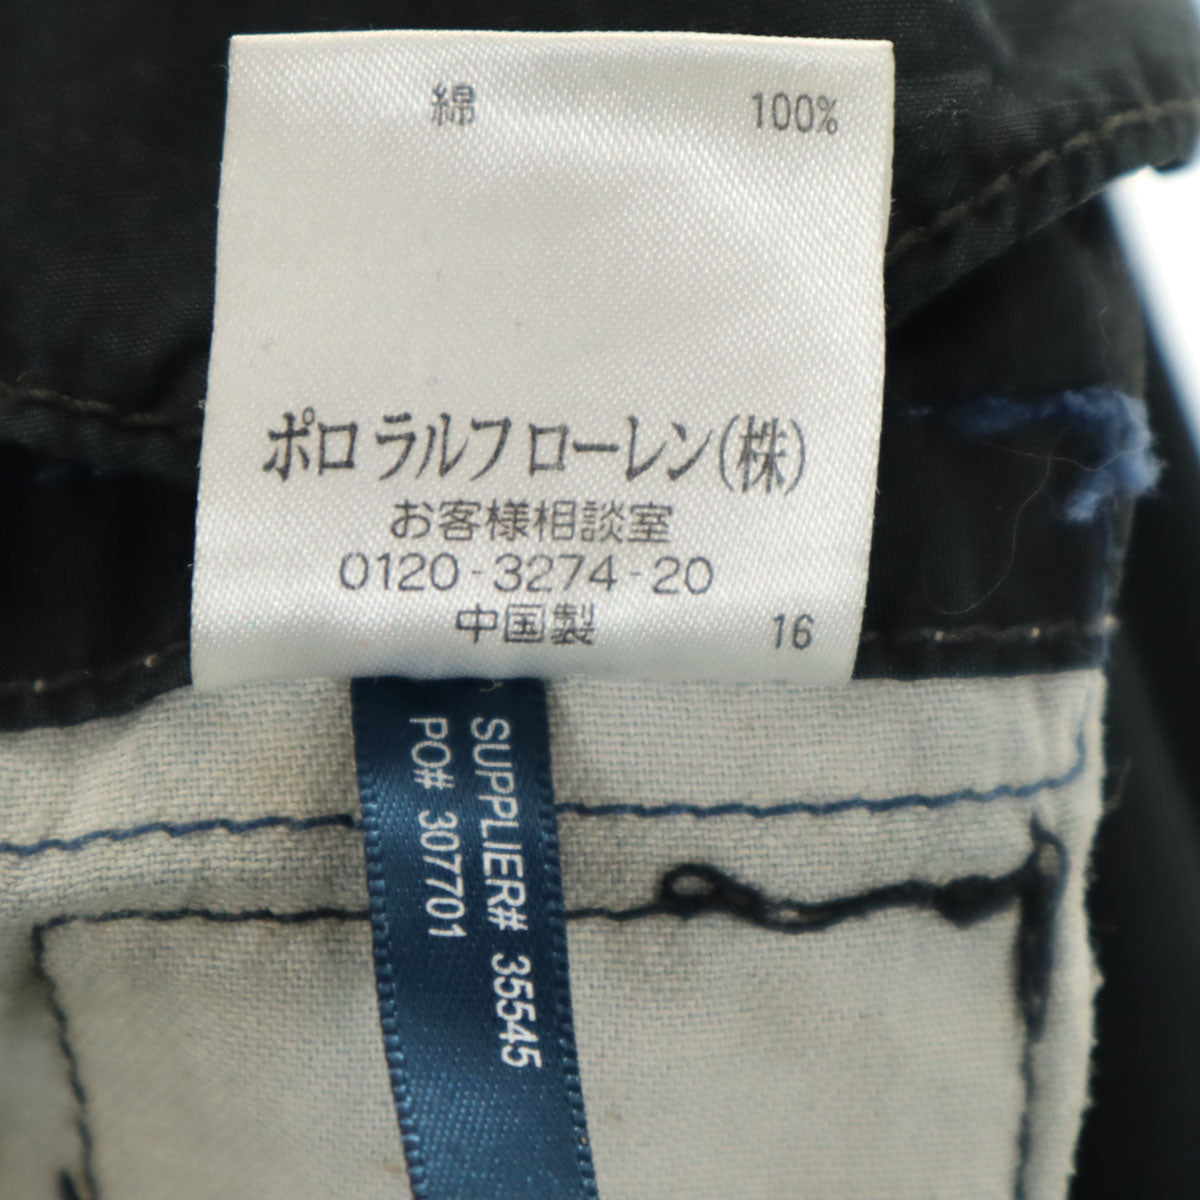 綿 100%
ポロ ラルフ ローレン(株)
お客様相談室
0120-3274-20
中国製 16
SUPPLIER# 35545
PO# 307701